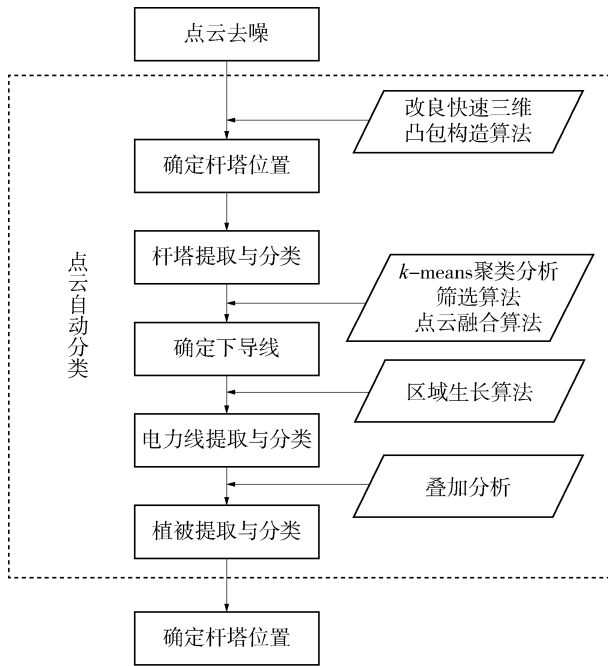 点云去噪
改良快速三维
凸包构造算法
确定杆塔位置
杆塔提取与分类
点云自动分类
k-means聚类分析
筛选算法
点云融合算法
确定下导线
区域生长算法
电力线提取与分类
叠加分析
植被提取与分类
确定杆塔位置